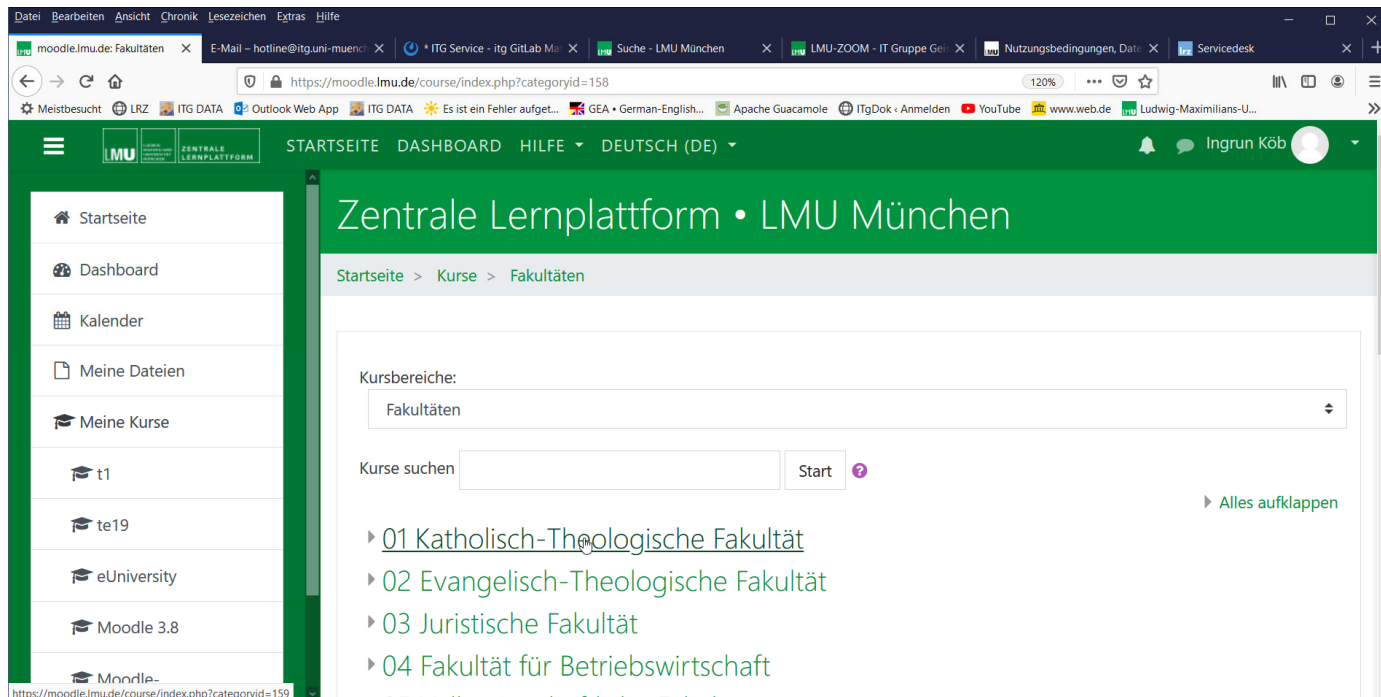 Datei Bearbeiten Ansicht Chronik Lesezeichen Extras Hilfe
moodle.lmu.de: Fakultäten E-Mail – hotline@itg.uni-muench * ITG Service - itg GitLab Mat Suche - LMU München LMU-ZOOM - IT Gruppe Geis Nutzungsbedingungen, Date Servicedesk
https://moodle.lmu.de/course/index.php?categoryid=158 120%
Meistbesucht LRZ ITG DATA Outlook Web App ITG DATA Es ist ein Fehler aufget... GEA • German-English... Apache Guacamole ITgDok ‹ Anmelden YouTube www.web.de Ludwig-Maximilians-U...
LMU ZENTRALE LERNPLATTFORM STARTSEITE DASHBOARD HILFE DEUTSCH (DE) Ingrun Köb
Startseite
Dashboard
Kalender
Meine Dateien
Meine Kurse
t1
te19
eUniversity
Moodle 3.8
Moodle-
https://moodle.lmu.de/course/index.php?categoryid=159
Zentrale Lernplattform • LMU München
Startseite > Kurse > Fakultäten
Kursbereiche:
Fakultäten
Kurse suchen Start
Alles aufklappen
01 Katholisch-Theologische Fakultät
02 Evangelisch-Theologische Fakultät
03 Juristische Fakultät
04 Fakultät für Betriebswirtschaft